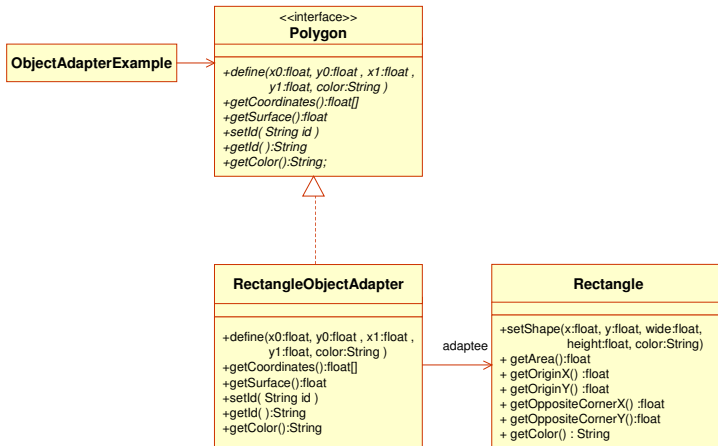 <<interface>>
Polygon
ObjectAdapterExample
+define(x0:float, y0:float , x1:float ,
y1:float, color:String )
+getCoordinates():float[]
+getSurface():float
+setId( String id )
+getId( ):String
+getColor():String;
RectangleObjectAdapter
+define(x0:float, y0:float , x1:float ,
y1:float, color:String )
+getCoordinates():float[]
+getSurface():float
+setId( String id )
+getId( ):String
+getColor():String
adaptee
Rectangle
+setShape(x:float, y:float, wide:float,
height:float, color:String)
+ getArea():float
+ getOriginX() :float
+ getOriginY() :float
+ getOppositeCornerX() :float
+ getOppositeCornerY():float
+ getColor() : String